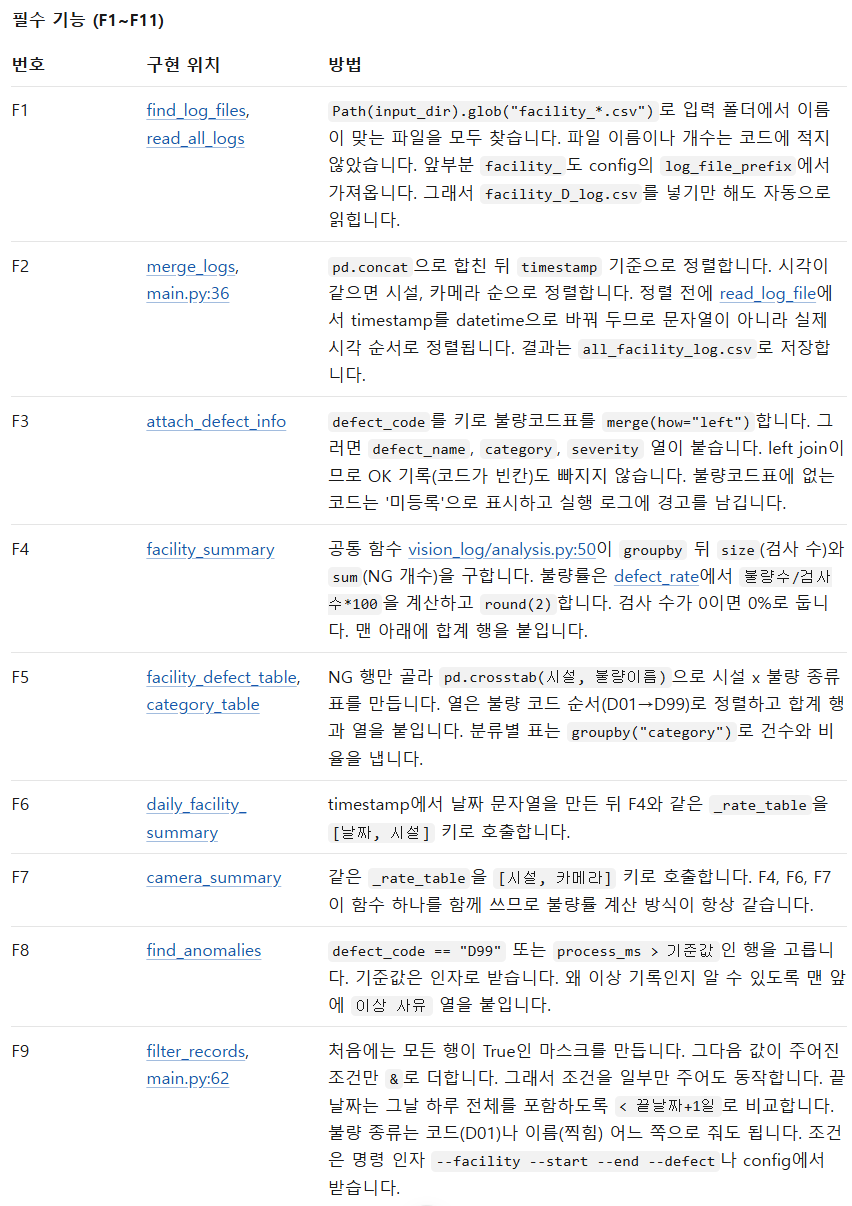 필수 기능 (F1~F11)
번호 구현 위치 방법
F1 find_log_files, Path(input_dir).glob("facility_*.csv") 로 입력 폴더에서 이름
read_all_logs 이 맞는 파일을 모두 찾습니다. 파일 이름이나 개수는 코드에 적지
않았습니다. 앞부분 facility_ 도 config의 log_file_prefix 에서
가져옵니다. 그래서 facility_D_log.csv 를 넣기만 해도 자동으로
읽힙니다.
F2 merge_logs, pd.concat 으로 합친 뒤 timestamp 기준으로 정렬합니다. 시각이
main.py:36 같으면 시설, 카메라 순으로 정렬합니다. 정렬 전에 read_log_file에
서 timestamp를 datetime으로 바꿔 두므로 문자열이 아니라 실제
시각 순서로 정렬됩니다. 결과는 all_facility_log.csv 로 저장합
니다.
F3 attach_defect_info defect_code 를 키로 불량코드표를 merge(how="left") 합니다. 그
러면 defect_name , category , severity 열이 붙습니다. left join이
므로 OK 기록(코드가 빈칸)도 빠지지 않습니다. 불량코드표에 없는
코드는 '미등록'으로 표시하고 실행 로그에 경고를 남깁니다.
F4 facility_summary 공통 함수 vision_log/analysis.py:50이 groupby 뒤 size (검사 수)와
sum (NG 개수)을 구합니다. 불량률은 defect_rate에서 불량수/검사
수*100 을 계산하고 round(2) 합니다. 검사 수가 0이면 0%로 둡니
다. 맨 아래에 합계 행을 붙입니다.
F5 facility_defect_table, NG 행만 골라 pd.crosstab(시설, 불량이름) 으로 시설 x 불량 종류
category_table 표를 만듭니다. 열은 불량 코드 순서(D01→D99)로 정렬하고 합계 행
과 열을 붙입니다. 분류별 표는 groupby("category") 로 건수와 비
율을 냅니다.
F6 daily_facility_ timestamp에서 날짜 문자열을 만든 뒤 F4와 같은 _rate_table 을
summary [날짜, 시설] 키로 호출합니다.
F7 camera_summary 같은 _rate_table 을 [시설, 카메라] 키로 호출합니다. F4, F6, F7
이 함수 하나를 함께 쓰므로 불량률 계산 방식이 항상 같습니다.
F8 find_anomalies defect_code == "D99" 또는 process_ms > 기준값 인 행을 고릅니
다. 기준값은 인자로 받습니다. 왜 이상 기록인지 알 수 있도록 맨 앞
에 이상 사유 열을 붙입니다.
F9 filter_records, 처음에는 모든 행이 True인 마스크를 만듭니다. 그다음 값이 주어진
main.py:62 조건만 & 로 더합니다. 그래서 조건을 일부만 주어도 동작합니다. 끝
날짜는 그날 하루 전체를 포함하도록 < 끝날짜+1일 로 비교합니다.
불량 종류는 코드(D01)나 이름(찍힘) 어느 쪽으로 줘도 됩니다. 조건
은 명령 인자 --facility --start --end --defect 나 config에서
받습니다.